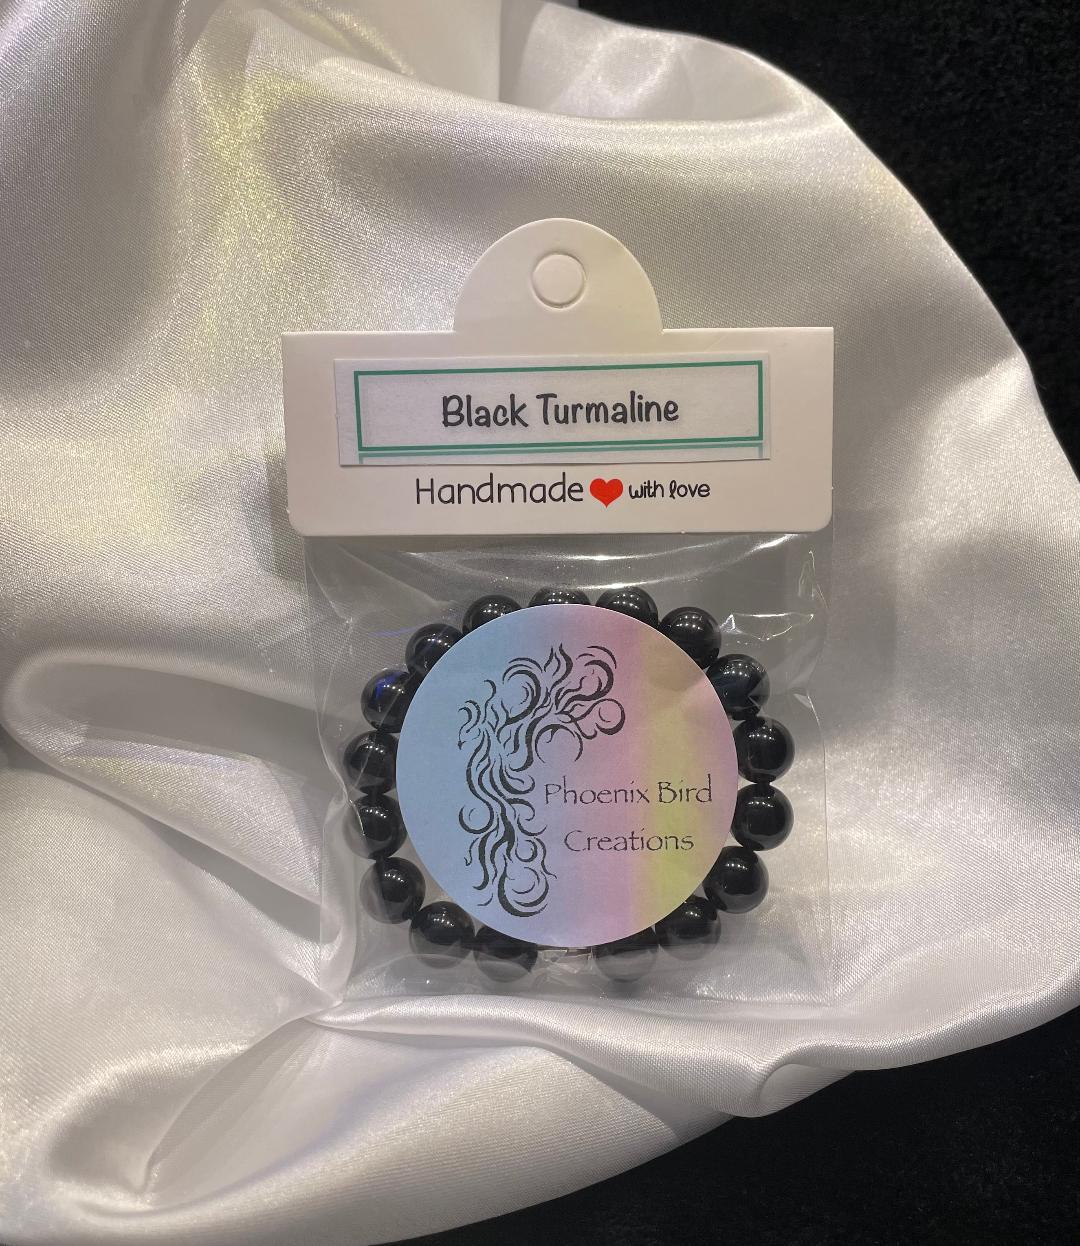 Black Turmaline
Handmade ❤ with love
Phoenix Bird
Creations